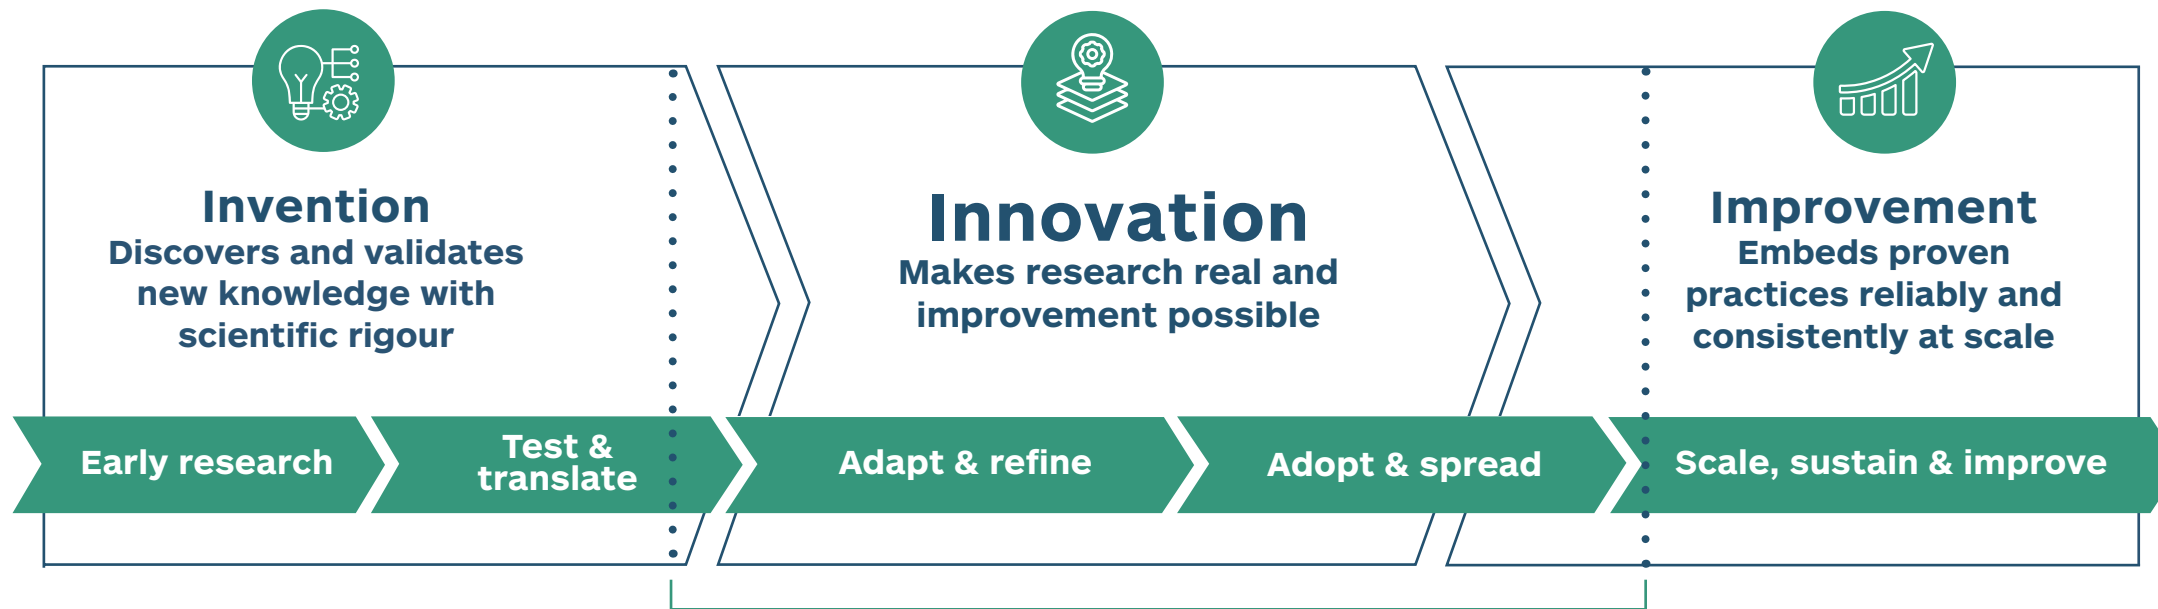 Invention
Discovers and validates
new knowledge with
scientific rigour
Innovation
Makes research real and
improvement possible
Improvement
Embeds proven
practices reliably and
consistently at scale
Early research
Test &
translate
Adapt & refine
Adopt & spread
Scale, sustain & improve